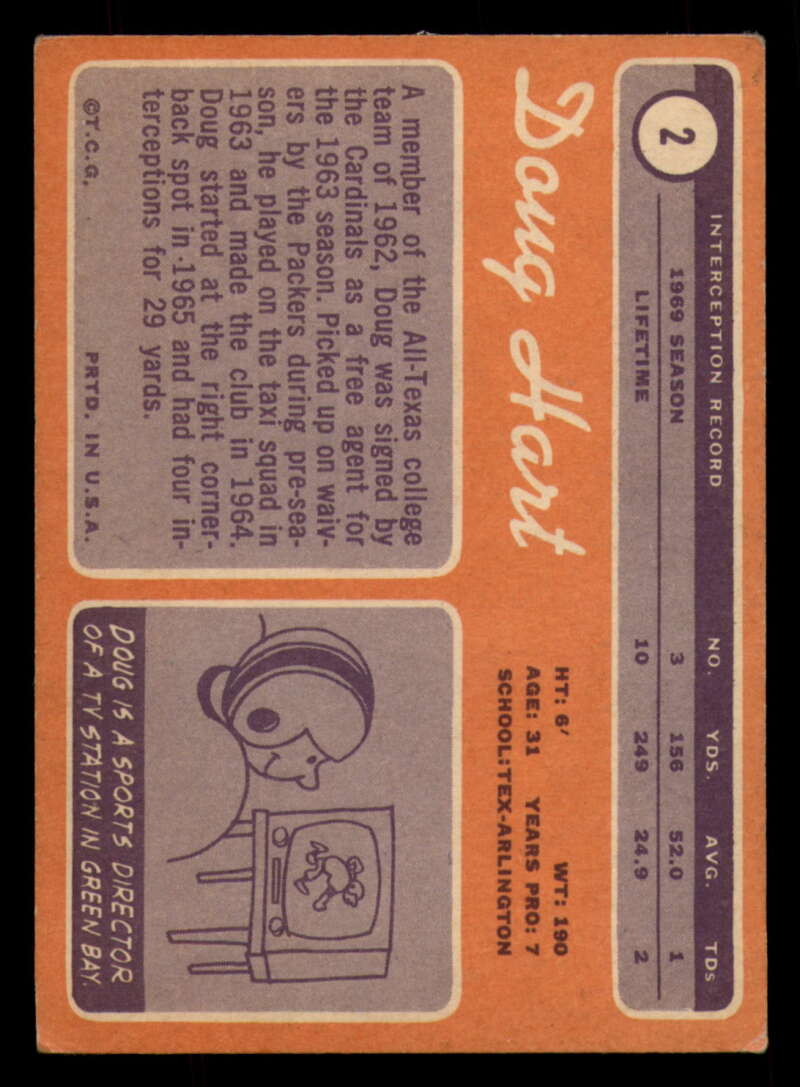 2
INTERCEPTION RECORD NO. YDS. AVG. TDs
1969 SEASON 3 156 52.0 1
LIFETIME 10 249 24.9 2
Doug Hart
HT: 6' WT: 190
AGE: 31 YEARS PRO: 7
SCHOOL: TEX-ARLINGTON
A member of the All-Texas college
team of 1962, Doug was signed by
the Cardinals as a free agent for
the 1963 season. Picked up on waiv-
ers by the Packers during pre-sea-
son, he played on the taxi squad in
1963 and made the club in 1964.
Doug started at the right corner-
back spot in 1965 and had four in-
terceptions for 29 yards.
©T.C.G. PRTD. IN U.S.A.
DOUG IS A SPORTS DIRECTOR
OF A TV STATION IN GREEN BAY.